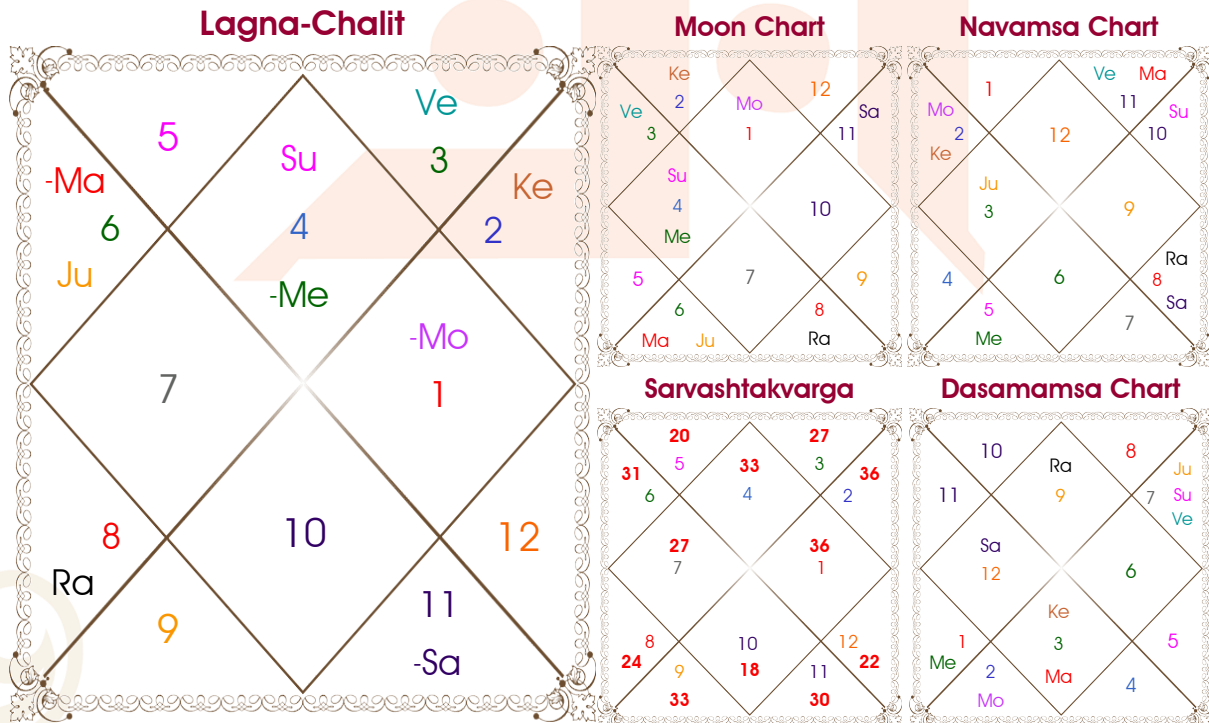 Lagna-Chalit
Ve
5
Su
3
-Ma
Ke
6
4
2
Ju
-Me
-Mo
7
1
8
10
12
Ra
11
9
-Sa
Moon Chart
Ke
12
2
Mo
Ve
Sa
3
1
11
Su
4
10
Me
5
7
9
6
8
Ma
Ju
Ra
Navamsa Chart
Ve Ma
1
11
Mo
Su
2
12
10
Ke
Ju
3
9
Ra
4
6
8
Sa
5
7
Me
Sarvashtakvarga
20
27
5
33
3
31
36
6
4
2
27
36
7
1
8
10
12
24
18
22
9
11
33
30
Dasamamsa Chart
10
8
Ra
Ju
11
9
7
Su
Ve
Sa
12
6
Ke
1
3
5
Me
2
Ma
4
Mo